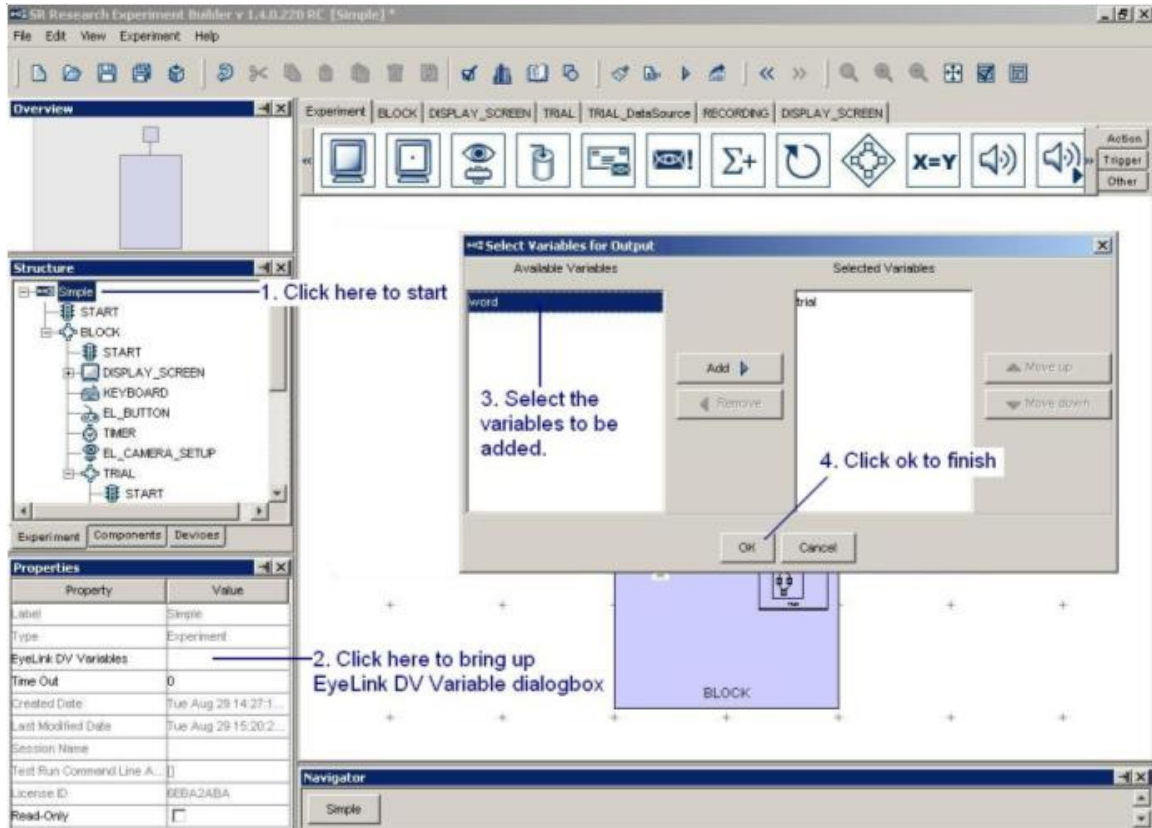 SR Research Experiment Builder v 1.4.0.220 RC [Simple] *
File Edit View Experiment Help
Overview
Experiment BLOCK DISPLAY_SCREEN TRIAL TRIAL_DataSource RECORDING DISPLAY_SCREEN
Action
Trigger
Other
Σ+ X=Y
Structure
Simple
START
BLOCK
START
DISPLAY_SCREEN
KEYBOARD
EL_BUTTON
TIMER
EL_CAMERA_SETUP
TRIAL
START
1. Click here to start
Experiment Components Devices
Select Variables for Output
Available Variables Selected Variables
word trial
Add
Remove
Move up
Move down
3. Select the
variables to be
added.
4. Click ok to finish
OK Cancel
Properties
Property Value
Label Simple
Type Experiment
EyeLink DV Variables
Time Out 0
Created Date Tue Aug 29 14:27:1...
Last Modified Date Tue Aug 29 15:20:2...
Session Name
Test Run Command Line A... []
License ID 6EBA2ABA
Read-Only
2. Click here to bring up
EyeLink DV Variable dialogbox
BLOCK
Navigator
Simple